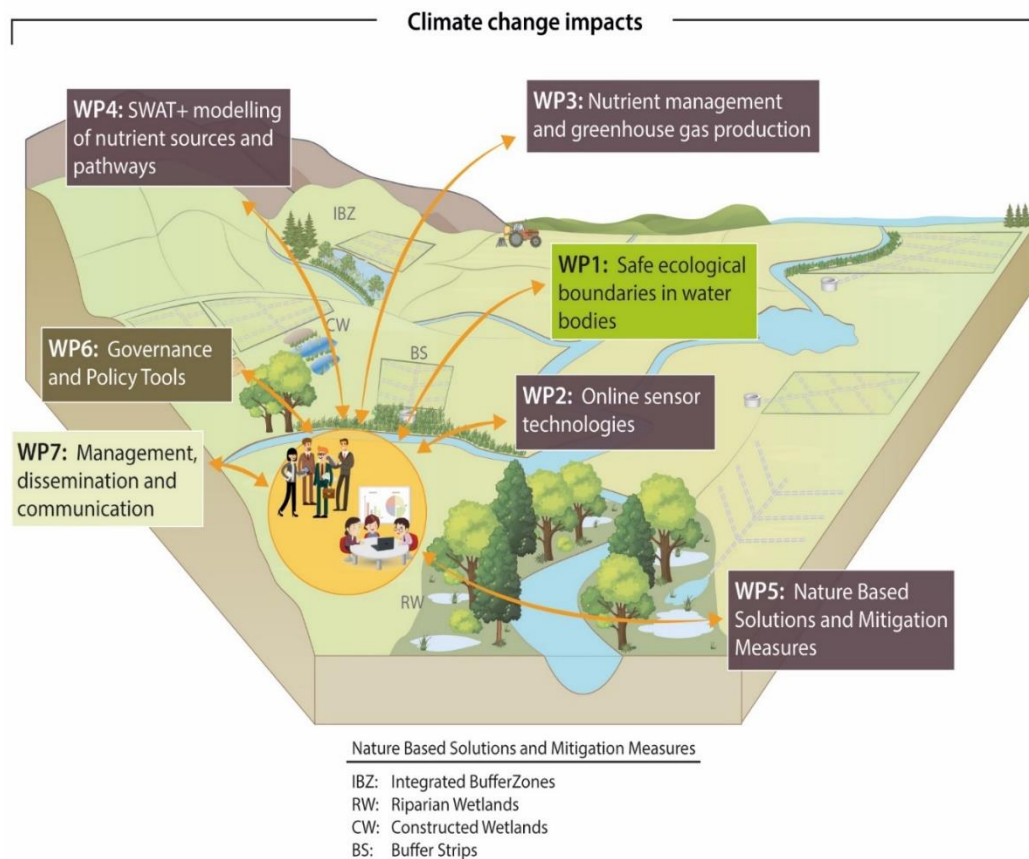 Climate change impacts
WP4: SWAT+ modelling
of nutrient sources and
pathways
WP3: Nutrient management
and greenhouse gas production
IBZ
WP1: Safe ecological
boundaries in water
bodies
CW
BS
WP6: Governance
and Policy Tools
WP2: Online sensor
technologies
WP7: Management,
dissemination and
communication
RW
WP5: Nature Based
Solutions and Mitigation
Measures
Nature Based Solutions and Mitigation Measures
IBZ: Integrated BufferZones
RW: Riparian Wetlands
CW: Constructed Wetlands
BS: Buffer Strips